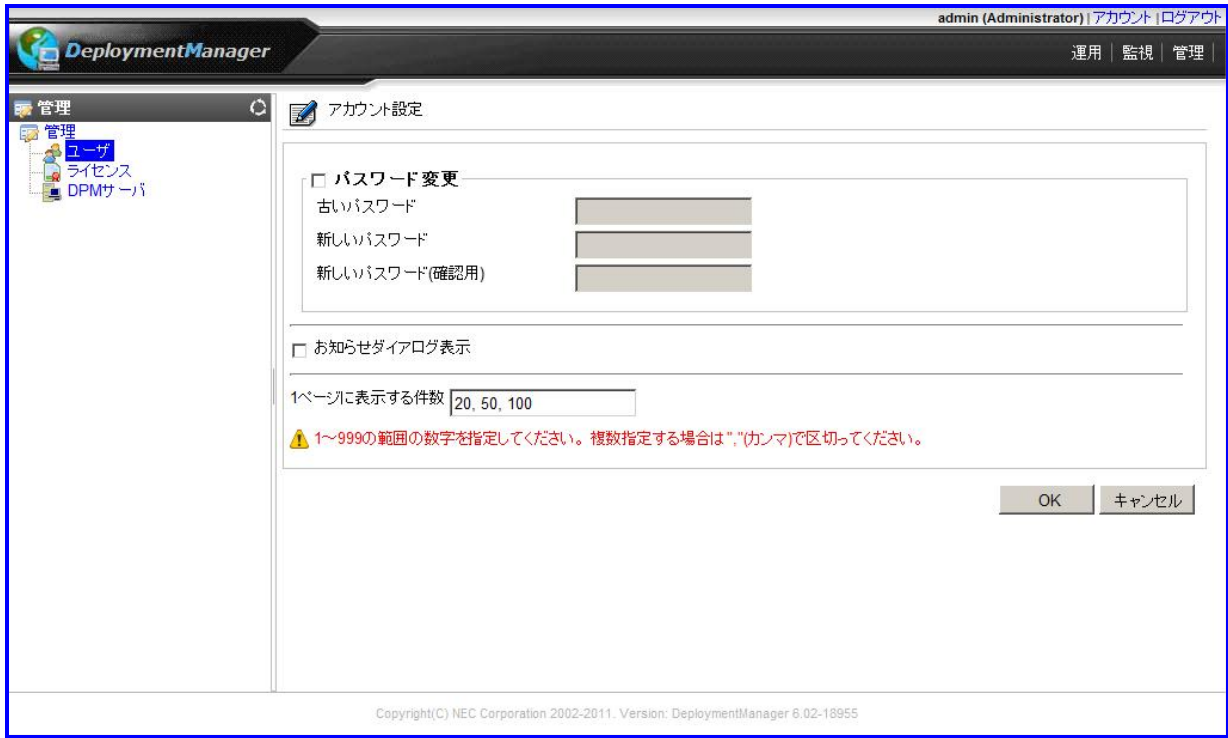 admin (Administrator) | アカウント | ログアウト
DeploymentManager
運用 | 監視 | 管理 |
管理
管理
ユーザ
ライセンス
DPMサーバ
アカウント設定
パスワード変更
古いパスワード
新しいパスワード
新しいパスワード(確認用)
お知らせダイアログ表示
1ページに表示する件数 20, 50, 100
1～999の範囲の数字を指定してください。複数指定する場合は","(カンマ)で区切ってください。
OK キャンセル
Copyright(C) NEC Corporation 2002-2011. Version: DeploymentManager 6.02-18955